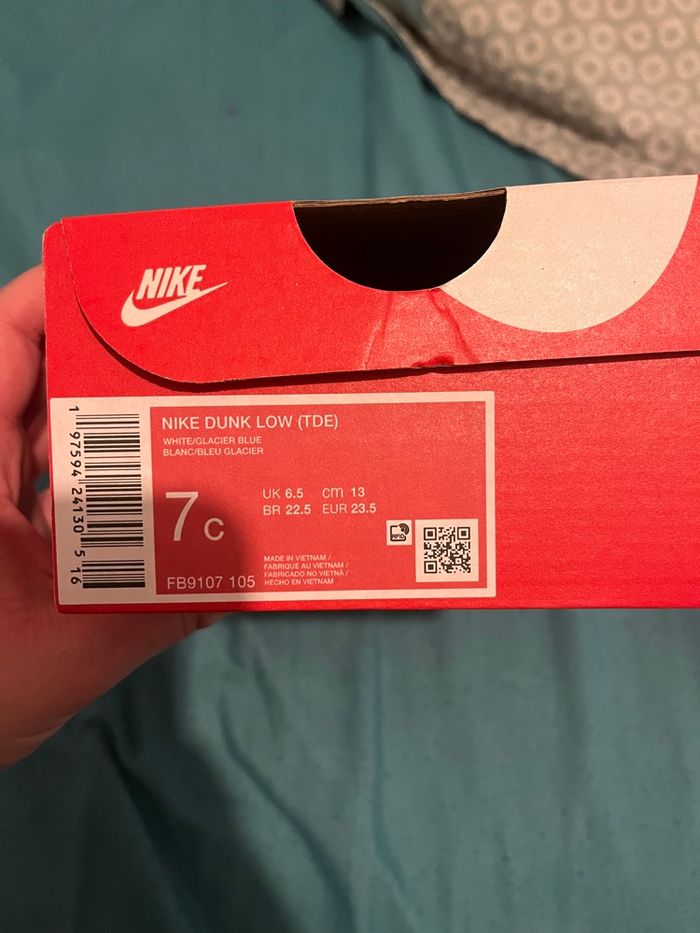 NIKE
NIKE DUNK LOW (TDE)
WHITE/GLACIER BLUE
BLANC/BLEU GLACIER
7 C
UK 6.5 cm 13
BR 22.5 EUR 23.5
RFID
MADE IN VIETNAM /
FABRIQUE AU VIETNAM /
FABRICADO NO VIETNÃ /
HECHO EN VIETNAM
FB9107 105
1 97594 24130 5 16